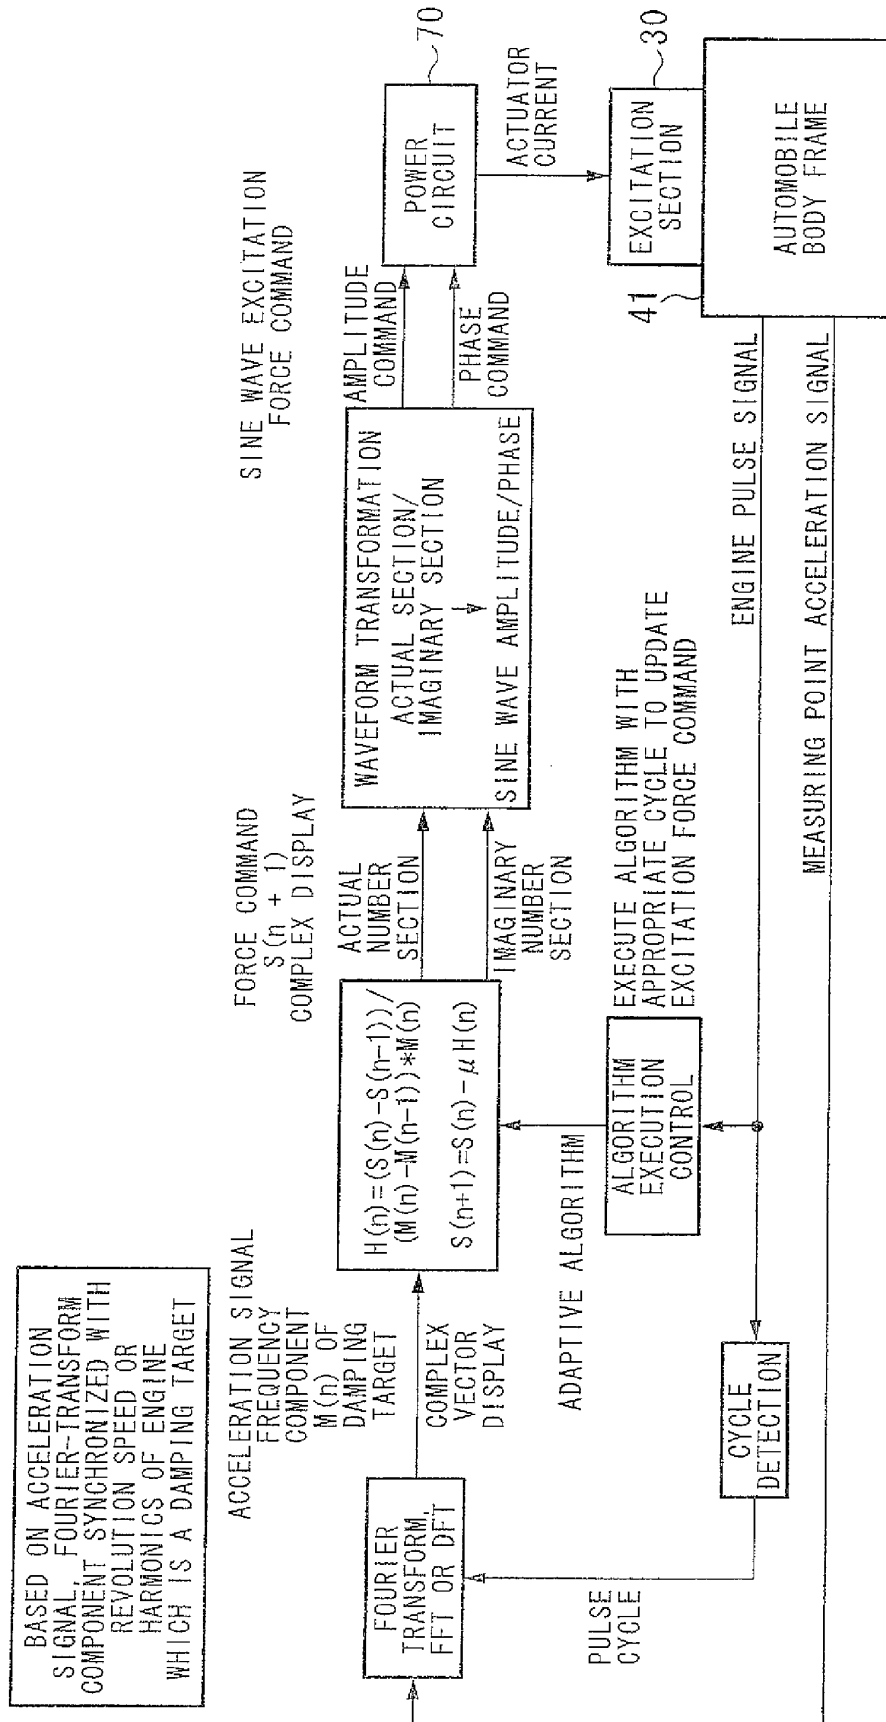 BASED ON ACCELERATION
SIGNAL, FOURIER-TRANSFORM
COMPONENT SYNCHRONIZED WITH
REVOLUTION SPEED OR
HARMONICS OF ENGINE
WHICH IS A DAMPING TARGET
FOURIER
TRANSFORM,
FFT OR DFT
ACCELERATION SIGNAL
FREQUENCY
COMPONENT
M(n) OF
DAMPING
TARGET
COMPLEX
VECTOR
DISPLAY
H(n)=(S(n)-S(n-1))/
(M(n)-M(n-1))*M(n)
S(n+1)=S(n)-μH(n)
FORCE COMMAND
S(n + 1)
COMPLEX DISPLAY
ACTUAL
NUMBER
SECTION
IMAGINARY
NUMBER
SECTION
WAVEFORM TRANSFORMATION
ACTUAL SECTION/
IMAGINARY SECTION
SINE WAVE AMPLITUDE/PHASE
SINE WAVE EXCITATION
FORCE COMMAND
AMPLITUDE
COMMAND
PHASE
COMMAND
POWER
CIRCUIT
70
ACTUATOR
CURRENT
EXCITATION
SECTION
30
41
AUTOMOBILE
BODY FRAME
ADAPTIVE ALGORITHM
ALGORITHM
EXECUTION
CONTROL
EXECUTE ALGORITHM WITH
APPROPRIATE CYCLE TO UPDATE
EXCITATION FORCE COMMAND
PULSE
CYCLE
CYCLE
DETECTION
ENGINE PULSE SIGNAL
MEASURING POINT ACCELERATION SIGNAL